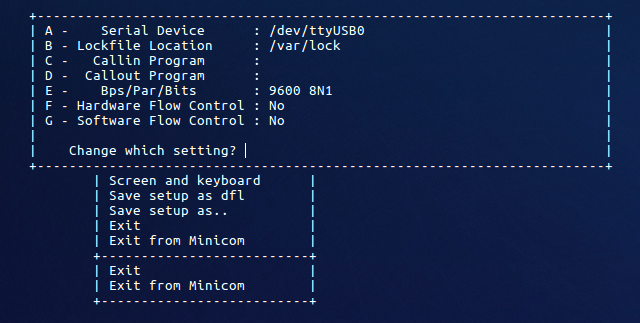 A -    Serial Device      : /dev/ttyUSB0
B - Lockfile Location     : /var/lock
C -   Callin Program      :
D -  Callout Program      :
E -    Bps/Par/Bits       : 9600 8N1
F - Hardware Flow Control : No
G - Software Flow Control : No
Change which setting?
Screen and keyboard
Save setup as dfl
Save setup as..
Exit
Exit from Minicom
Exit
Exit from Minicom